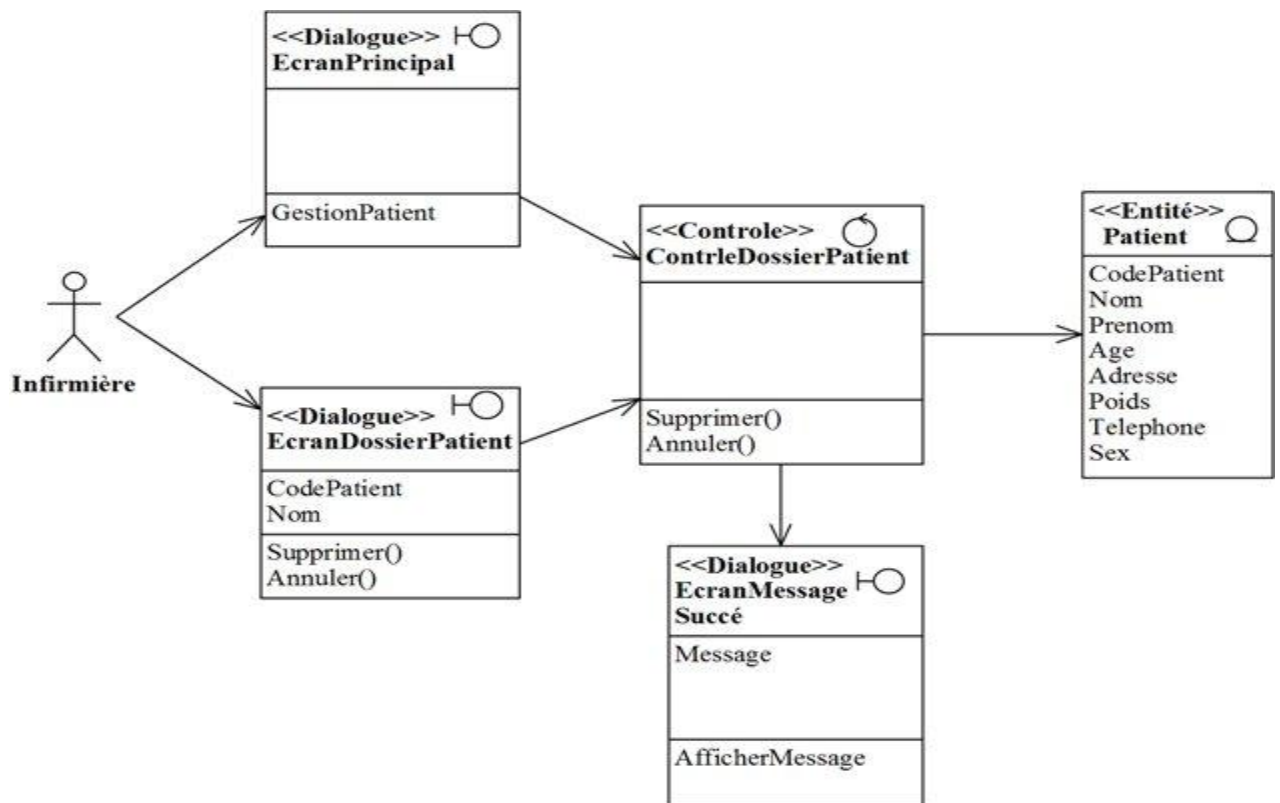 <<Dialogue>>
EcranPrincipal
GestionPatient
Infirmière
<<Dialogue>>
EcranDossierPatient
CodePatient
Nom
Supprimer()
Annuler()
<<Controle>>
ContrleDossierPatient
Supprimer()
Annuler()
<<Dialogue>>
EcranMessage
Succé
Message
AfficherMessage
<<Entité>>
Patient
CodePatient
Nom
Prenom
Age
Adresse
Poids
Telephone
Sex